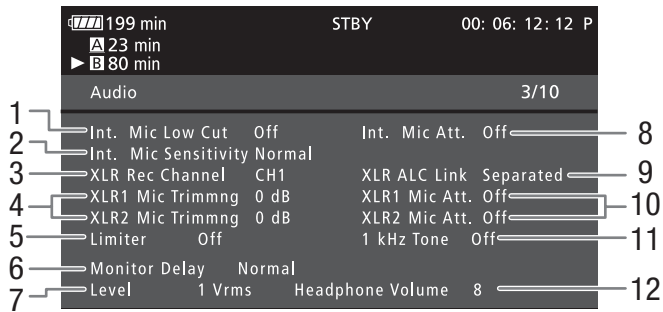 199 min STBY 00: 06: 12: 12 P
A 23 min
B 80 min
Audio 3/10
1 Int. Mic Low Cut Off Int. Mic Att. Off 8
2 Int. Mic Sensitivity Normal
3 XLR Rec Channel CH1 XLR ALC Link Separated 9
4 XLR1 Mic Trimmng 0 dB XLR1 Mic Att. Off 10
XLR2 Mic Trimmng 0 dB XLR2 Mic Att. Off
5 Limiter Off 1 kHz Tone Off 11
6 Monitor Delay Normal
7 Level 1 Vrms Headphone Volume 8 12